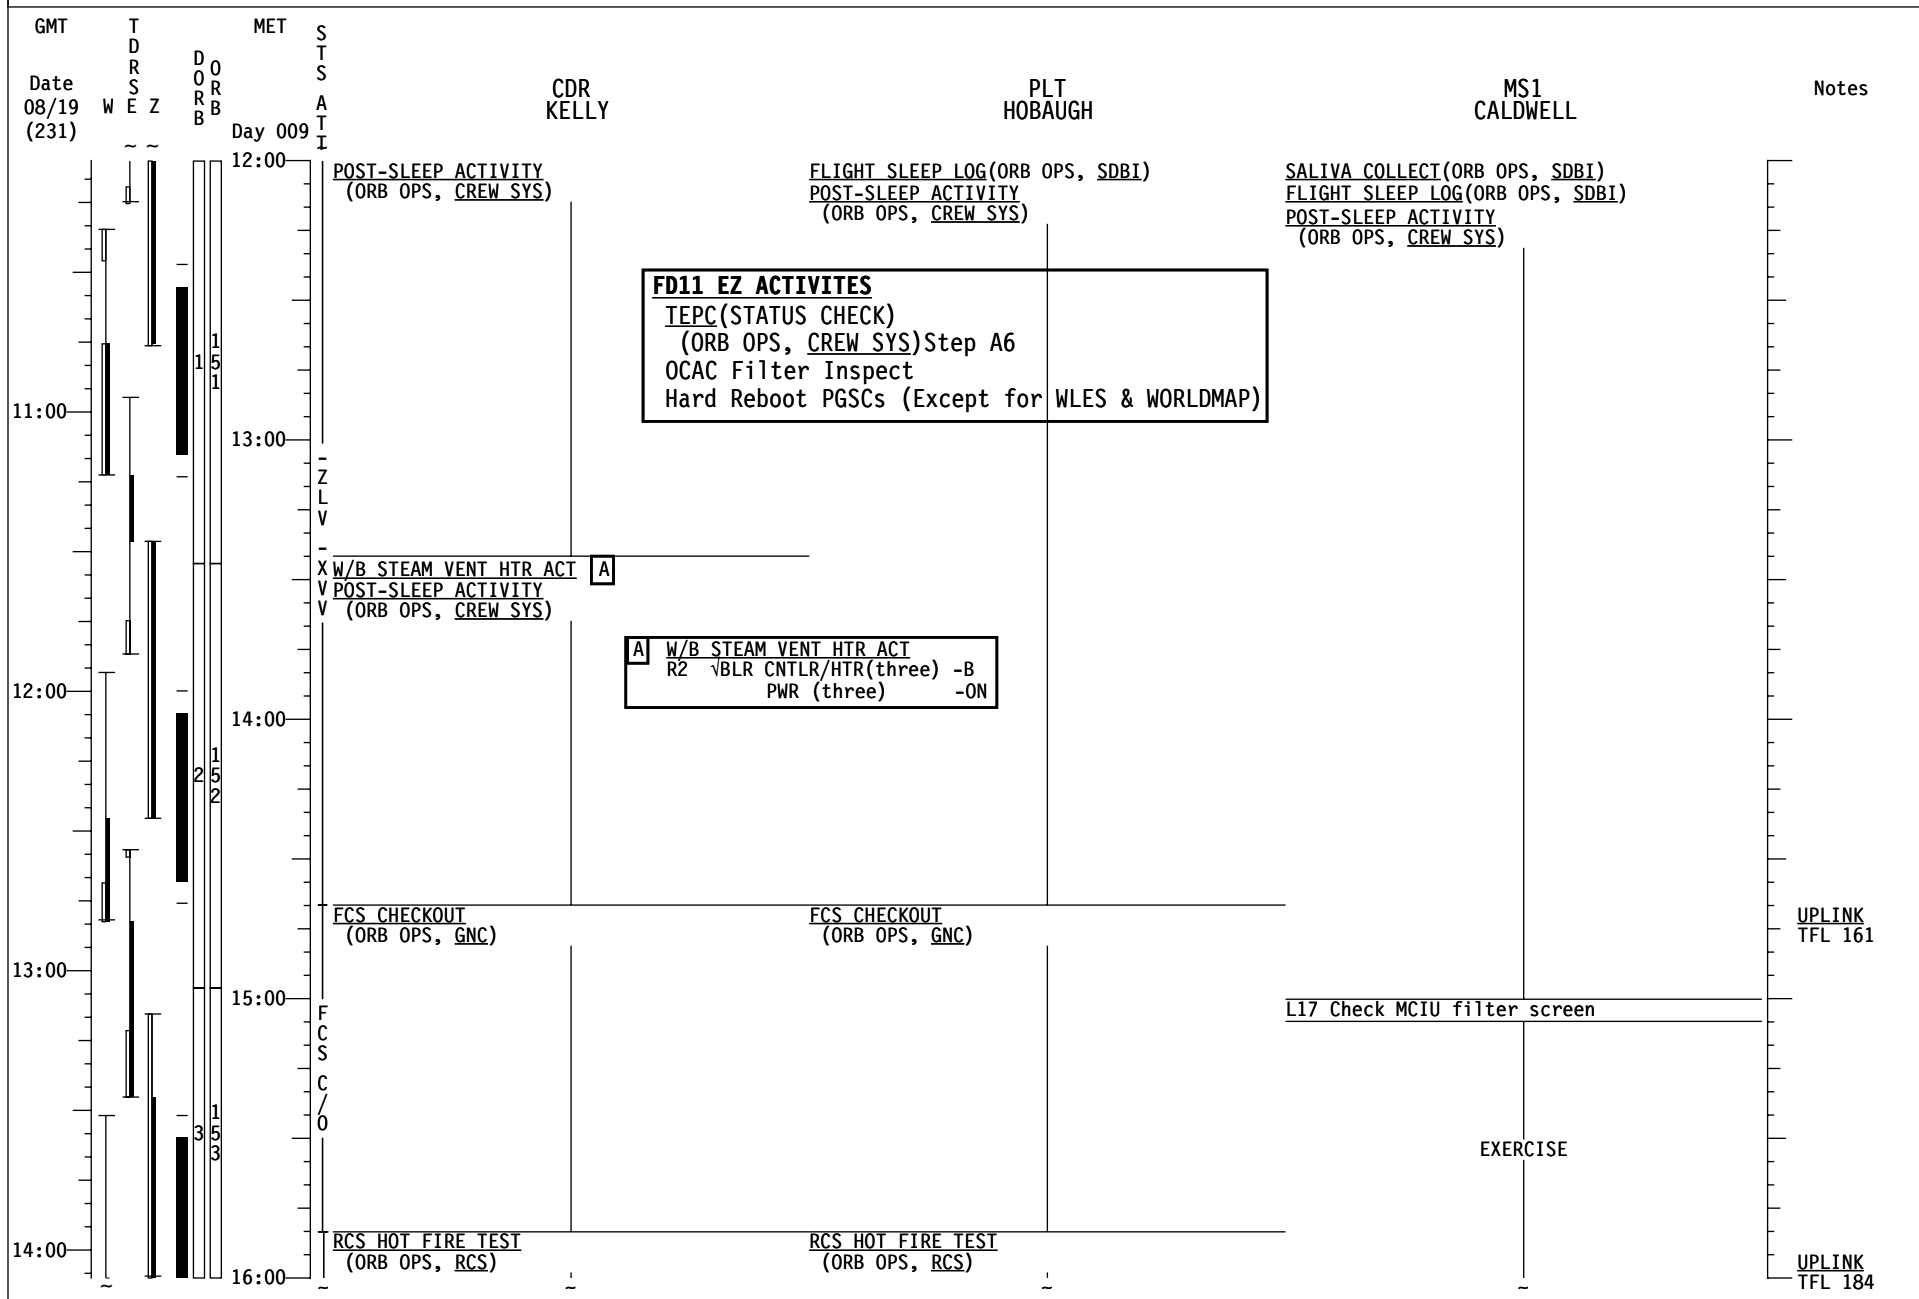 GMT
TDRS
MET
STS ATT
DORB
ORB
Date
08/19
(231)
W E Z
Day 009
CDR
KELLY
PLT
HOBAUGH
MS1
CALDWELL
Notes
~ ~
12:00
POST-SLEEP ACTIVITY
(ORB OPS, CREW SYS)
FLIGHT SLEEP LOG(ORB OPS, SDBI)
POST-SLEEP ACTIVITY
(ORB OPS, CREW SYS)
SALIVA COLLECT(ORB OPS, SDBI)
FLIGHT SLEEP LOG(ORB OPS, SDBI)
POST-SLEEP ACTIVITY
(ORB OPS, CREW SYS)
FD11 EZ ACTIVITES
TEPC(STATUS CHECK)
(ORB OPS, CREW SYS)Step A6
OCAC Filter Inspect
Hard Reboot PGSCs (Except for WLES & WORLDMAP)
1
151
11:00
13:00
-ZLV
-XVV
W/B STEAM VENT HTR ACT A
POST-SLEEP ACTIVITY
(ORB OPS, CREW SYS)
A W/B STEAM VENT HTR ACT
R2 √BLR CNTLR/HTR(three) -B
PWR (three) -ON
12:00
14:00
2
152
FCS CHECKOUT
(ORB OPS, GNC)
FCS CHECKOUT
(ORB OPS, GNC)
UPLINK
TFL 161
13:00
15:00
FCS C/O
L17 Check MCIU filter screen
3
153
EXERCISE
RCS HOT FIRE TEST
(ORB OPS, RCS)
RCS HOT FIRE TEST
(ORB OPS, RCS)
14:00
16:00
UPLINK
TFL 184
~ ~ ~ ~ ~